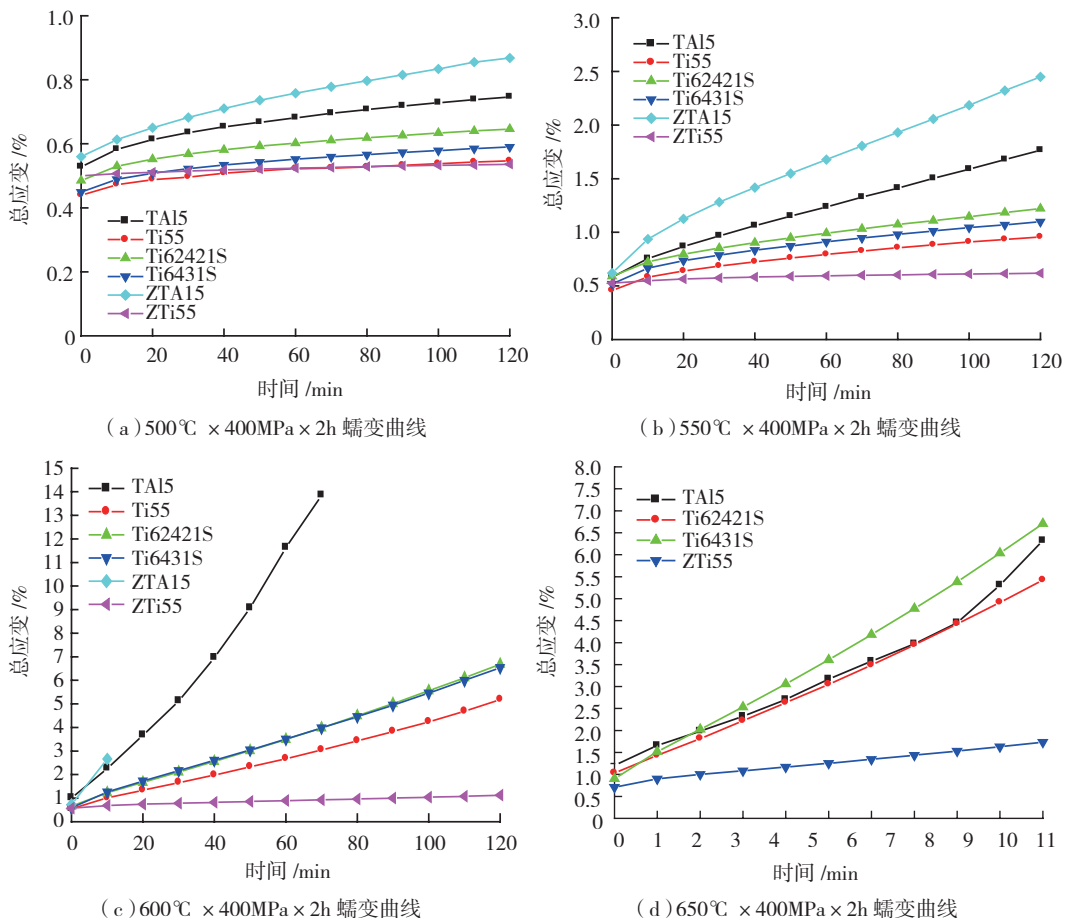 1.0
0.8
0.6
0.4
0.2
0
总应变 /%
TAl5
Ti55
Ti62421S
Ti6431S
ZTA15
ZTi55
0 20 40 60 80 100 120
时间 /min
（a）500℃ ×400MPa×2h 蠕变曲线
3.0
2.5
2.0
1.5
1.0
0.5
0
总应变 /%
TAl5
Ti55
Ti62421S
Ti6431S
ZTA15
ZTi55
0 20 40 60 80 100 120
时间 /min
（b）550℃ ×400MPa×2h 蠕变曲线
15
14
13
12
11
10
9
8
7
6
5
4
3
2
1
0
总应变 /%
TAl5
Ti55
Ti62421S
Ti6431S
ZTA15
ZTi55
0 20 40 60 80 100 120
时间 /min
（c）600℃ ×400MPa×2h 蠕变曲线
8.0
7.5
7.0
6.5
6.0
5.5
5.0
4.5
4.0
3.5
3.0
2.5
2.0
1.5
1.0
0.5
0
总应变 /%
TAl5
Ti62421S
Ti6431S
ZTi55
0 1 2 3 4 5 6 7 8 9 10 11
时间 /min
（d）650℃ ×400MPa×2h 蠕变曲线